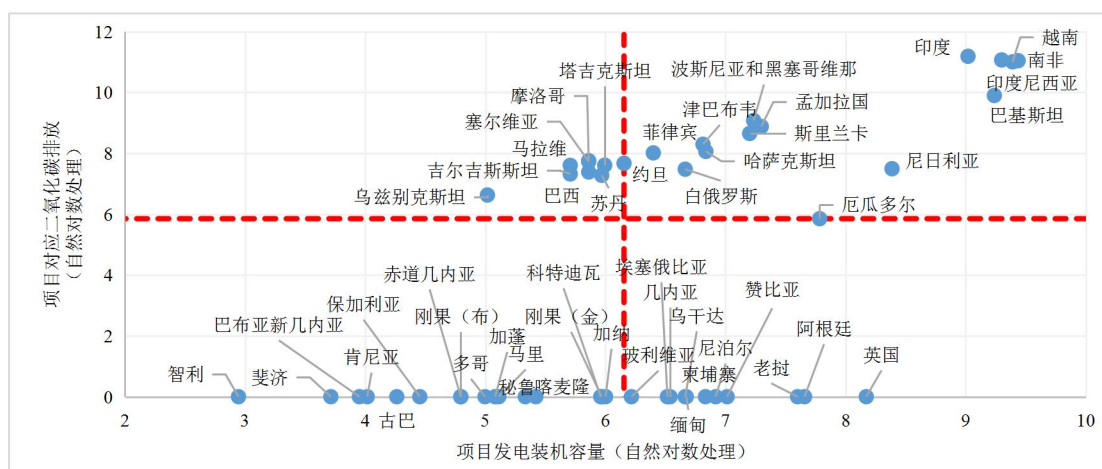 12
10
8
6
4
2
0
2
3
4
5
6
7
8
9
10
项目对应二氧化碳排放
（自然对数处理）
项目发电装机容量（自然对数处理）
印度
越南
南非
印度尼西亚
巴基斯坦
塔吉克斯坦
波斯尼亚和黑塞哥维那
摩洛哥
津巴布韦
孟加拉国
塞尔维亚
菲律宾
斯里兰卡
马拉维
哈萨克斯坦
吉尔吉斯斯坦
约旦
尼日利亚
乌兹别克斯坦
巴西
苏丹
白俄罗斯
厄瓜多尔
赤道几内亚
科特迪瓦
埃塞俄比亚
保加利亚
几内亚
赞比亚
巴布亚新几内亚
刚果（布）
刚果（金）
乌干达
阿根廷
加蓬
加纳
肯尼亚
多哥
马里
玻利维亚
尼泊尔
老挝
英国
智利
斐济
秘鲁
喀麦隆
柬埔寨
古巴
缅甸